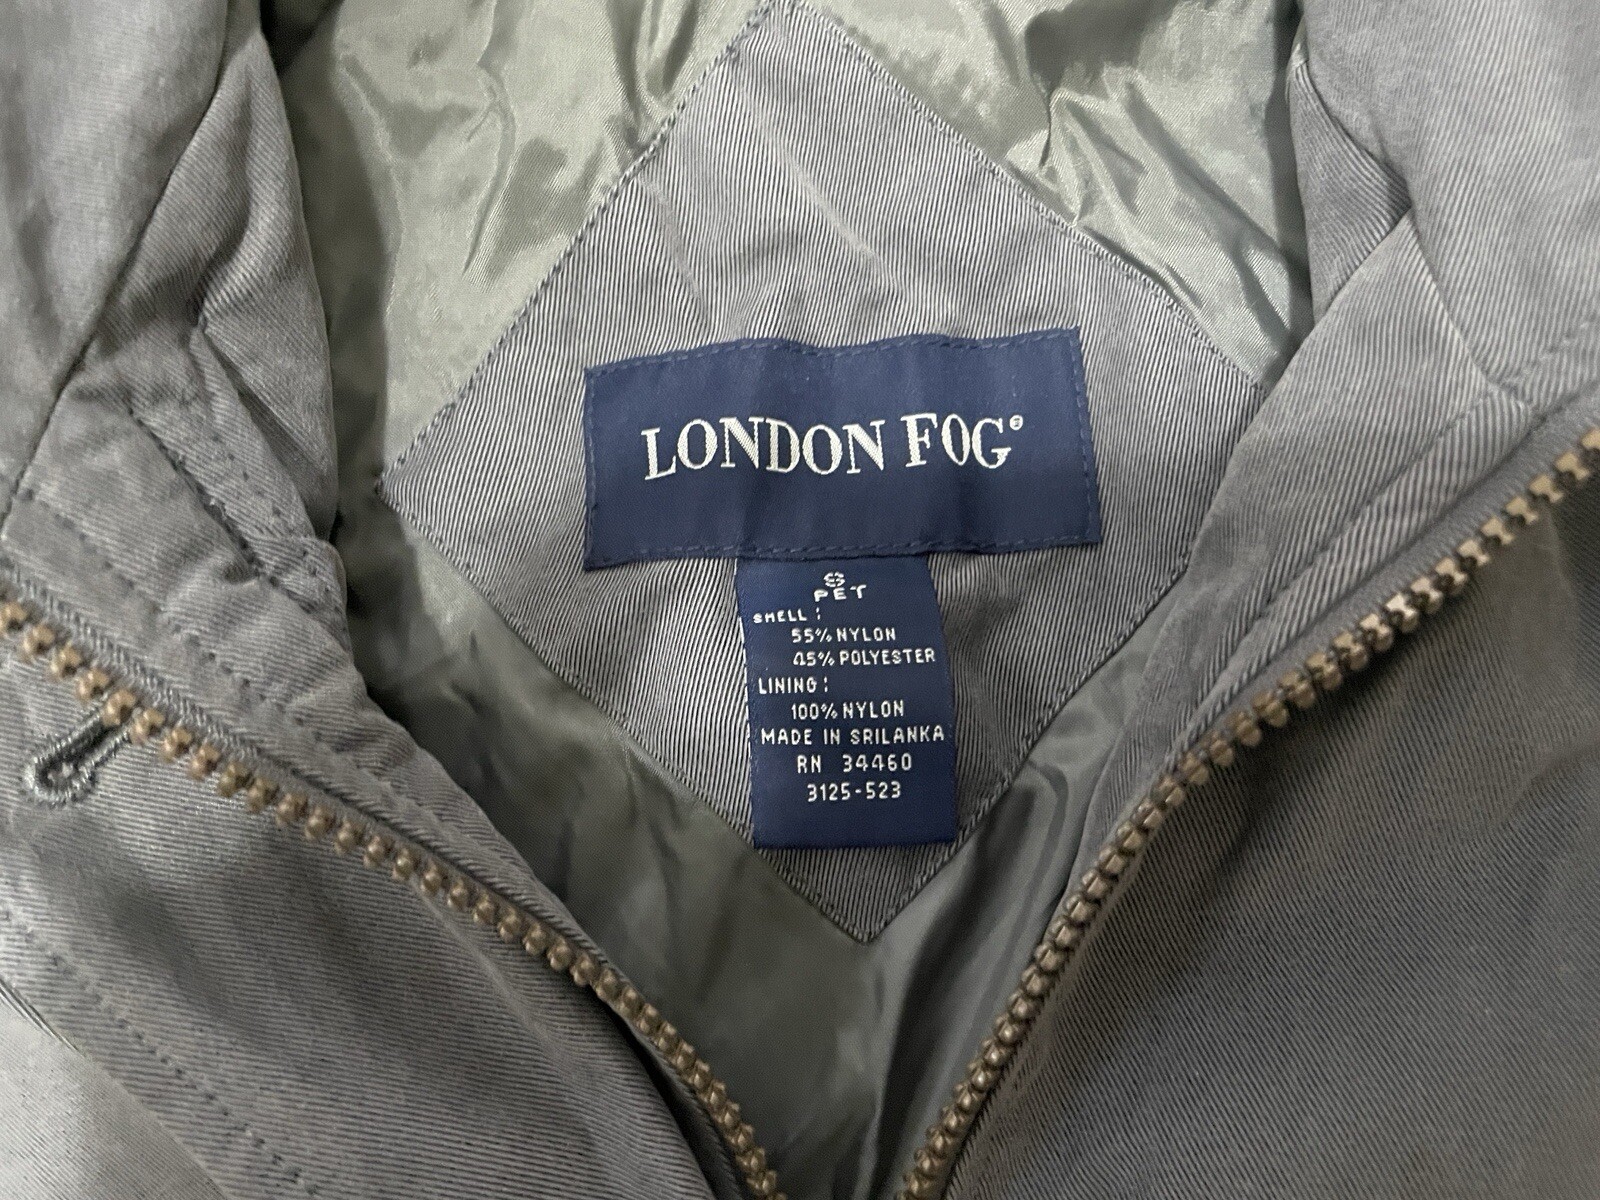 LONDON FOG®
S
PET
SHELL:
55% NYLON
45% POLYESTER
LINING:
100% NYLON
MADE IN SRILANKA
RN 34460
3125-523